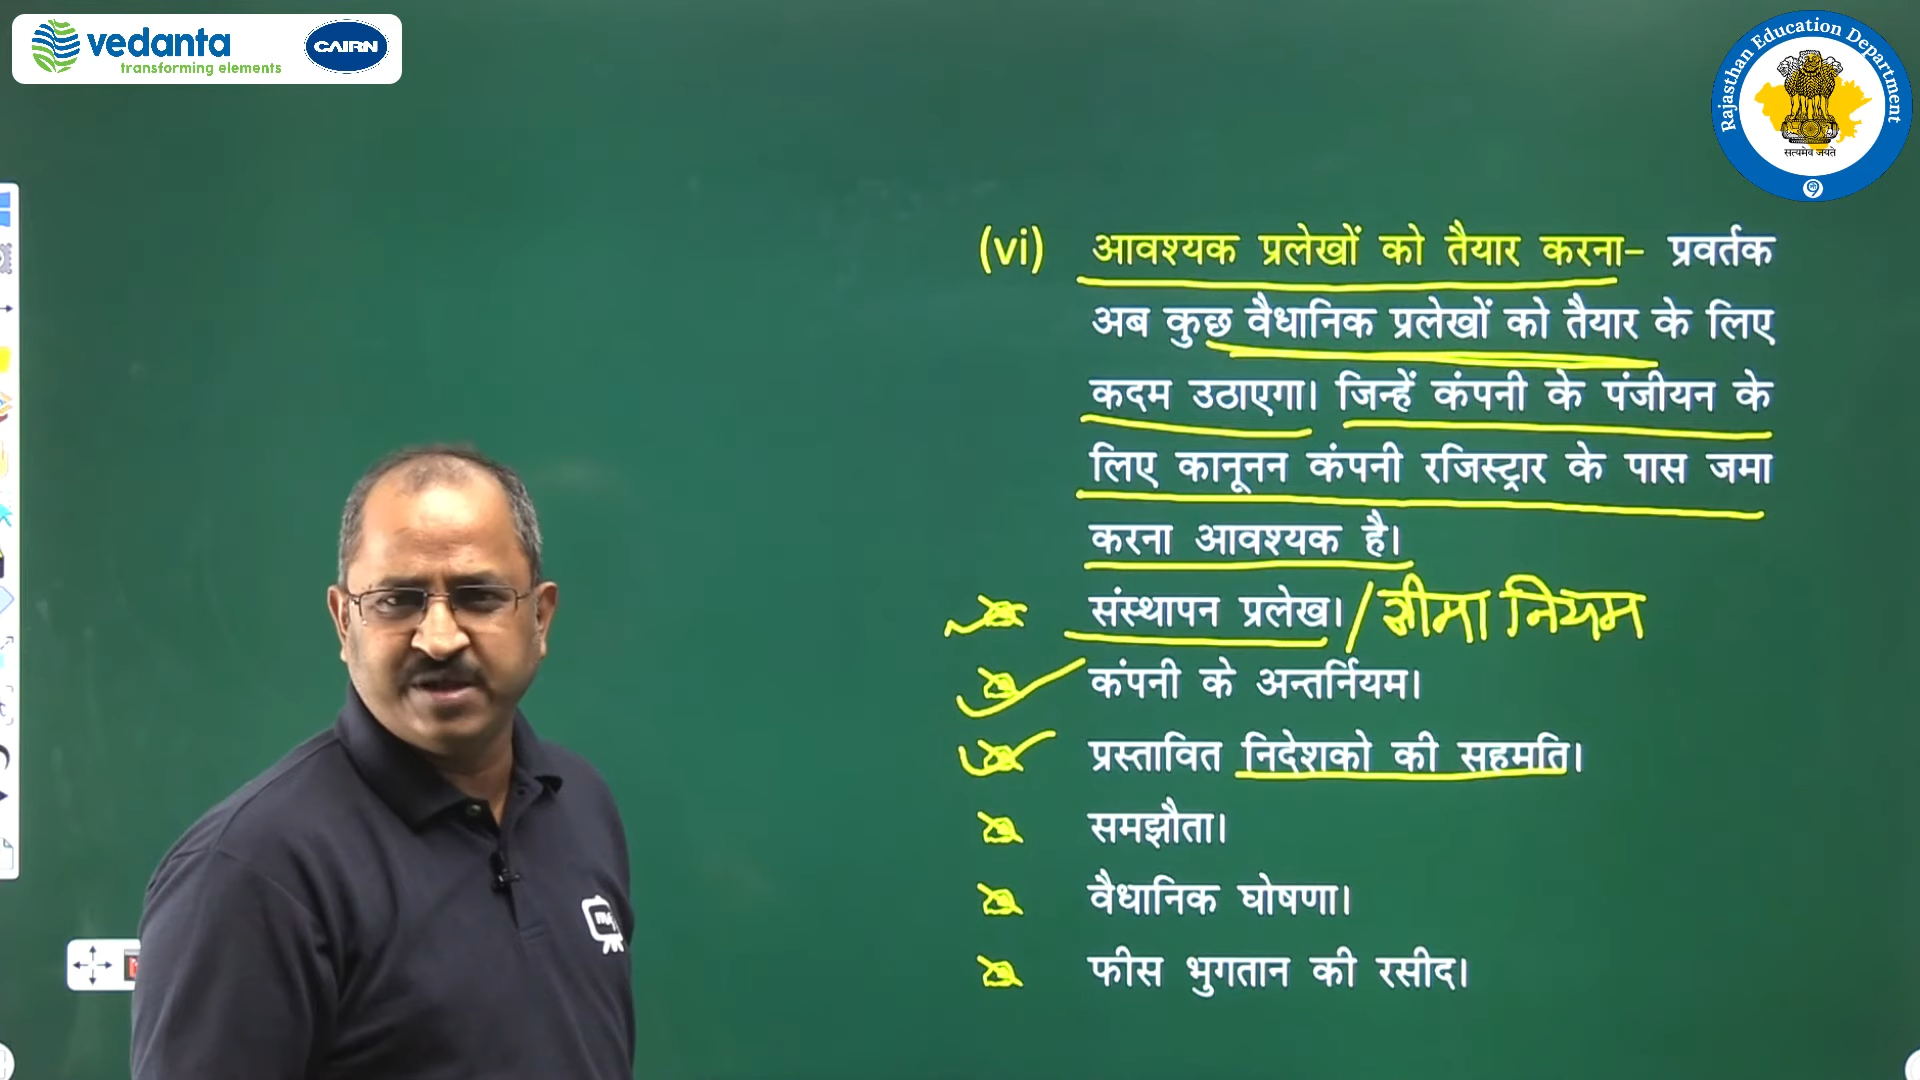 vedanta
transforming elements
CAIRN
Rajasthan Education Department
सत्यमेव जयते
(vi) आवश्यक प्रलेखों को तैयार करना– प्रवर्तक
अब कुछ वैधानिक प्रलेखों को तैयार के लिए
कदम उठाएगा। जिन्हें कंपनी के पंजीयन के
लिए कानूनन कंपनी रजिस्ट्रार के पास जमा
करना आवश्यक है।
संस्थापन प्रलेख। / सीमा नियम
कंपनी के अन्तर्नियम।
प्रस्तावित निदेशको की सहमति।
समझौता।
वैधानिक घोषणा।
फीस भुगतान की रसीद।